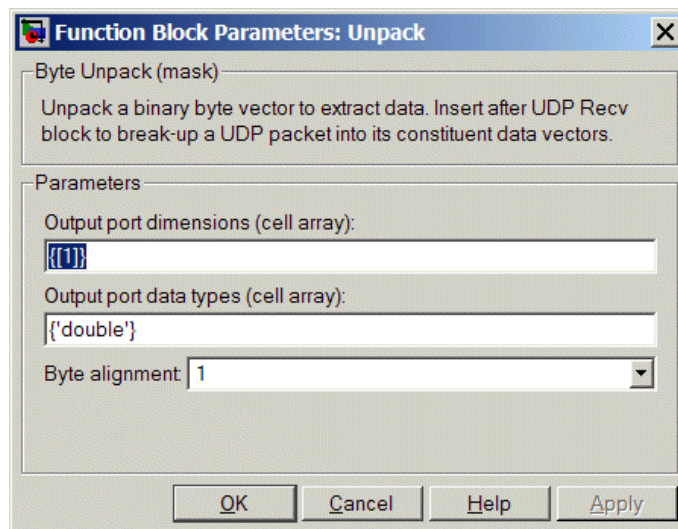 Function Block Parameters: Unpack
Byte Unpack (mask)
Unpack a binary byte vector to extract data. Insert after UDP Recv
block to break-up a UDP packet into its constituent data vectors.
Parameters
Output port dimensions (cell array):
{[1]}
Output port data types (cell array):
{'double'}
Byte alignment: 1
OK Cancel Help Apply